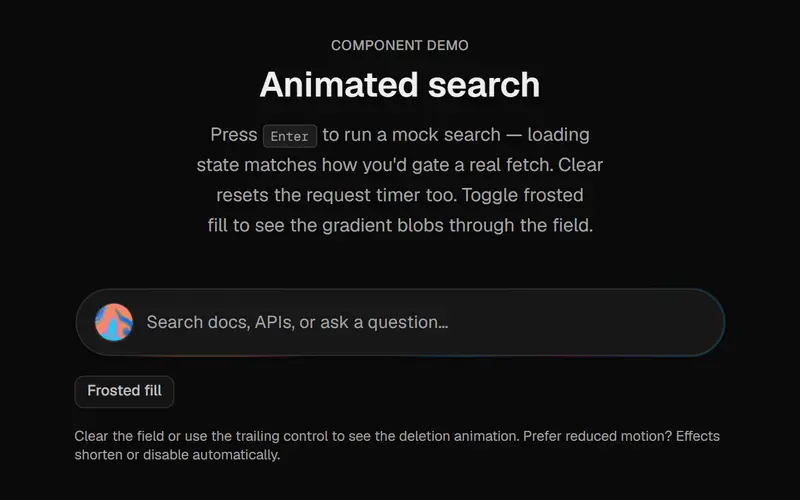 COMPONENT DEMO
Animated search
Press Enter to run a mock search — loading
state matches how you'd gate a real fetch. Clear
resets the request timer too. Toggle frosted
fill to see the gradient blobs through the field.
Search docs, APIs, or ask a question...
Frosted fill
Clear the field or use the trailing control to see the deletion animation. Prefer reduced motion? Effects
shorten or disable automatically.